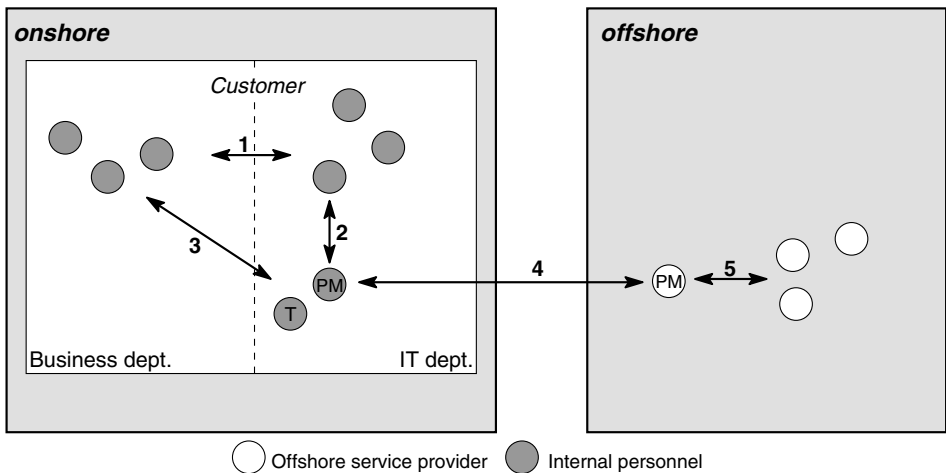 onshore
offshore
Customer
1
2
3
4
5
PM
T
PM
Business dept.
IT dept.
Offshore service provider
Internal personnel